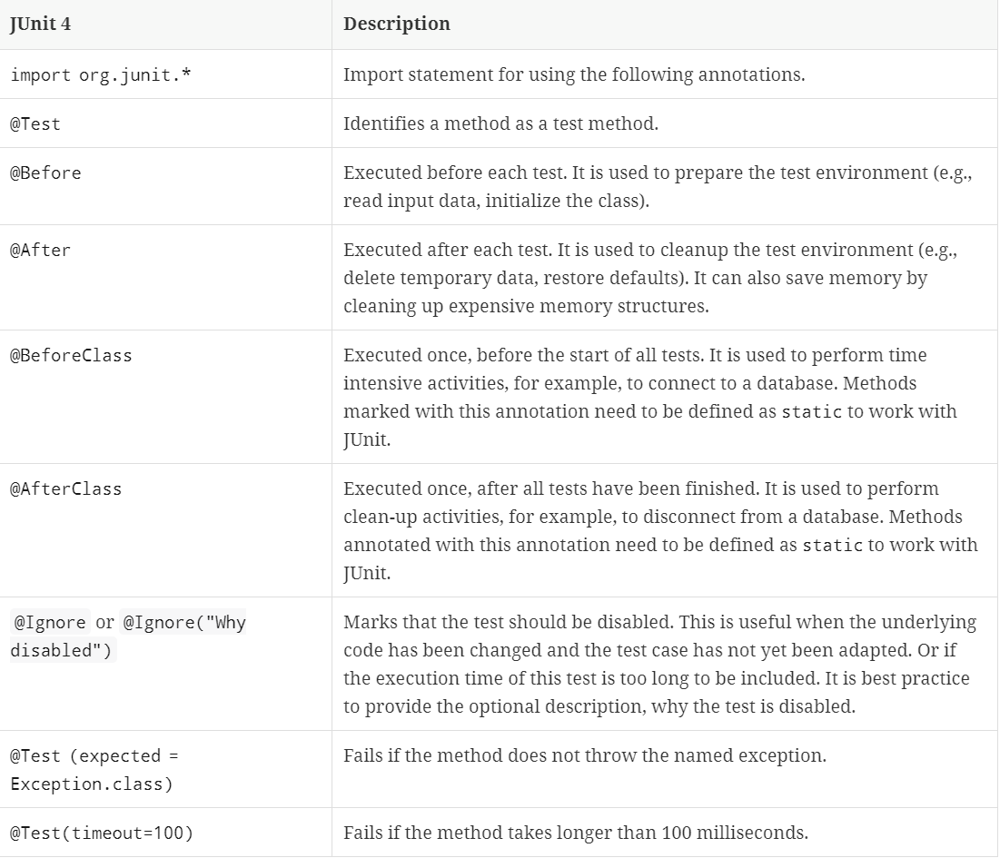 JUnit 4 Description
import org.junit.* Import statement for using the following annotations.
@Test Identifies a method as a test method.
@Before Executed before each test. It is used to prepare the test environment (e.g.,
read input data, initialize the class).
@After Executed after each test. It is used to cleanup the test environment (e.g.,
delete temporary data, restore defaults). It can also save memory by
cleaning up expensive memory structures.
@BeforeClass Executed once, before the start of all tests. It is used to perform time
intensive activities, for example, to connect to a database. Methods
marked with this annotation need to be defined as static to work with
JUnit.
@AfterClass Executed once, after all tests have been finished. It is used to perform
clean-up activities, for example, to disconnect from a database. Methods
annotated with this annotation need to be defined as static to work with
JUnit.
@Ignore or @Ignore("Why Marks that the test should be disabled. This is useful when the underlying
disabled") code has been changed and the test case has not yet been adapted. Or if
the execution time of this test is too long to be included. It is best practice
to provide the optional description, why the test is disabled.
@Test (expected = Fails if the method does not throw the named exception.
Exception.class)
@Test(timeout=100) Fails if the method takes longer than 100 milliseconds.